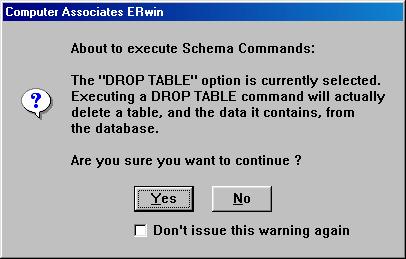 Computer Associates ERwin
About to execute Schema Commands:
The "DROP TABLE" option is currently selected.
Executing a DROP TABLE command will actually
delete a table, and the data it contains, from
the database.
Are you sure you want to continue ?
Yes No
Don't issue this warning again